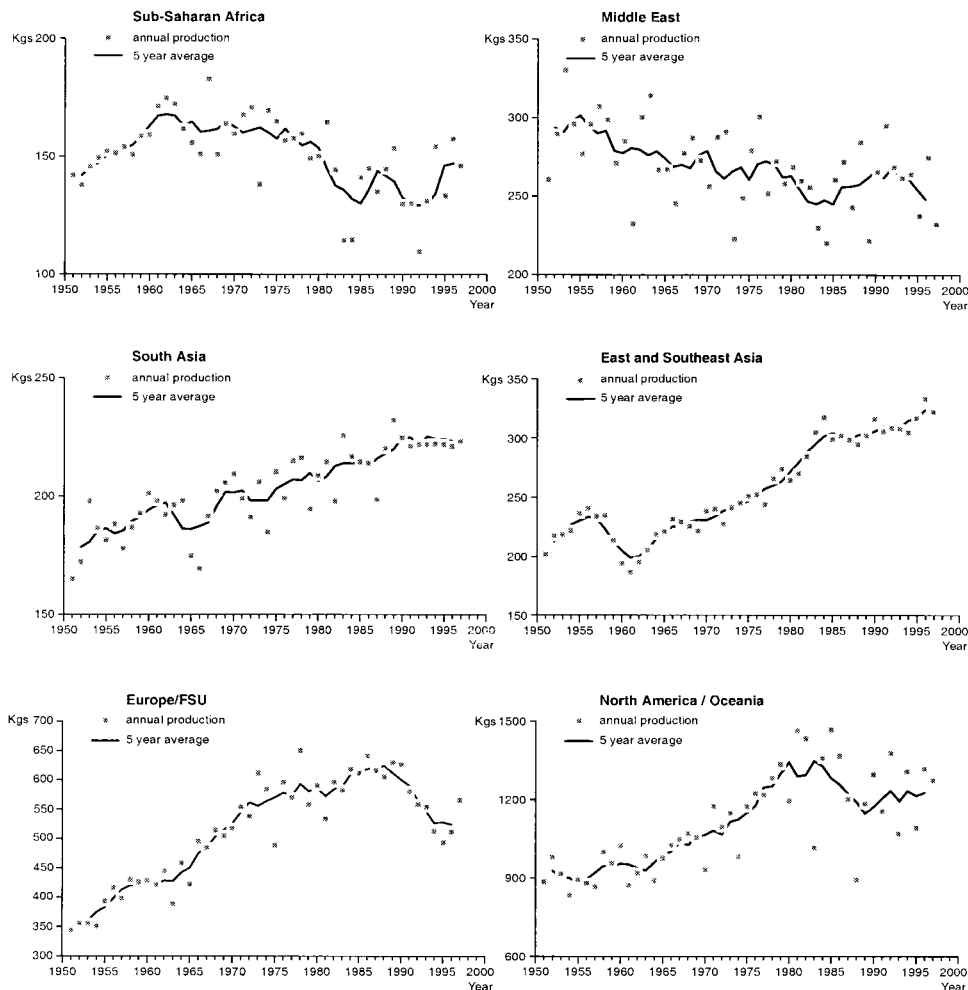 Sub-Saharan Africa
Kgs 200
annual production
5 year average
150
100
1950 1955 1960 1965 1970 1975 1980 1985 1990 1995 2000
Year
Middle East
Kgs 350
annual production
5 year average
300
250
200
1950 1955 1960 1965 1970 1975 1980 1985 1990 1995 2000
Year
South Asia
Kgs 250
annual production
5 year average
200
150
1950 1955 1960 1965 1970 1975 1980 1985 1990 1995 2000
Year
East and Southeast Asia
Kgs 350
annual production
5 year average
300
250
200
150
1950 1955 1960 1965 1970 1975 1980 1985 1990 1995 2000
Year
Europe/FSU
Kgs 700
annual production
650
5 year average
600
550
500
450
400
350
300
1950 1955 1960 1965 1970 1975 1980 1985 1990 1995 2000
Year
North America / Oceania
Kgs 1500
annual production
5 year average
1200
900
600
1950 1955 1960 1965 1970 1975 1980 1985 1990 1995 2000
Year